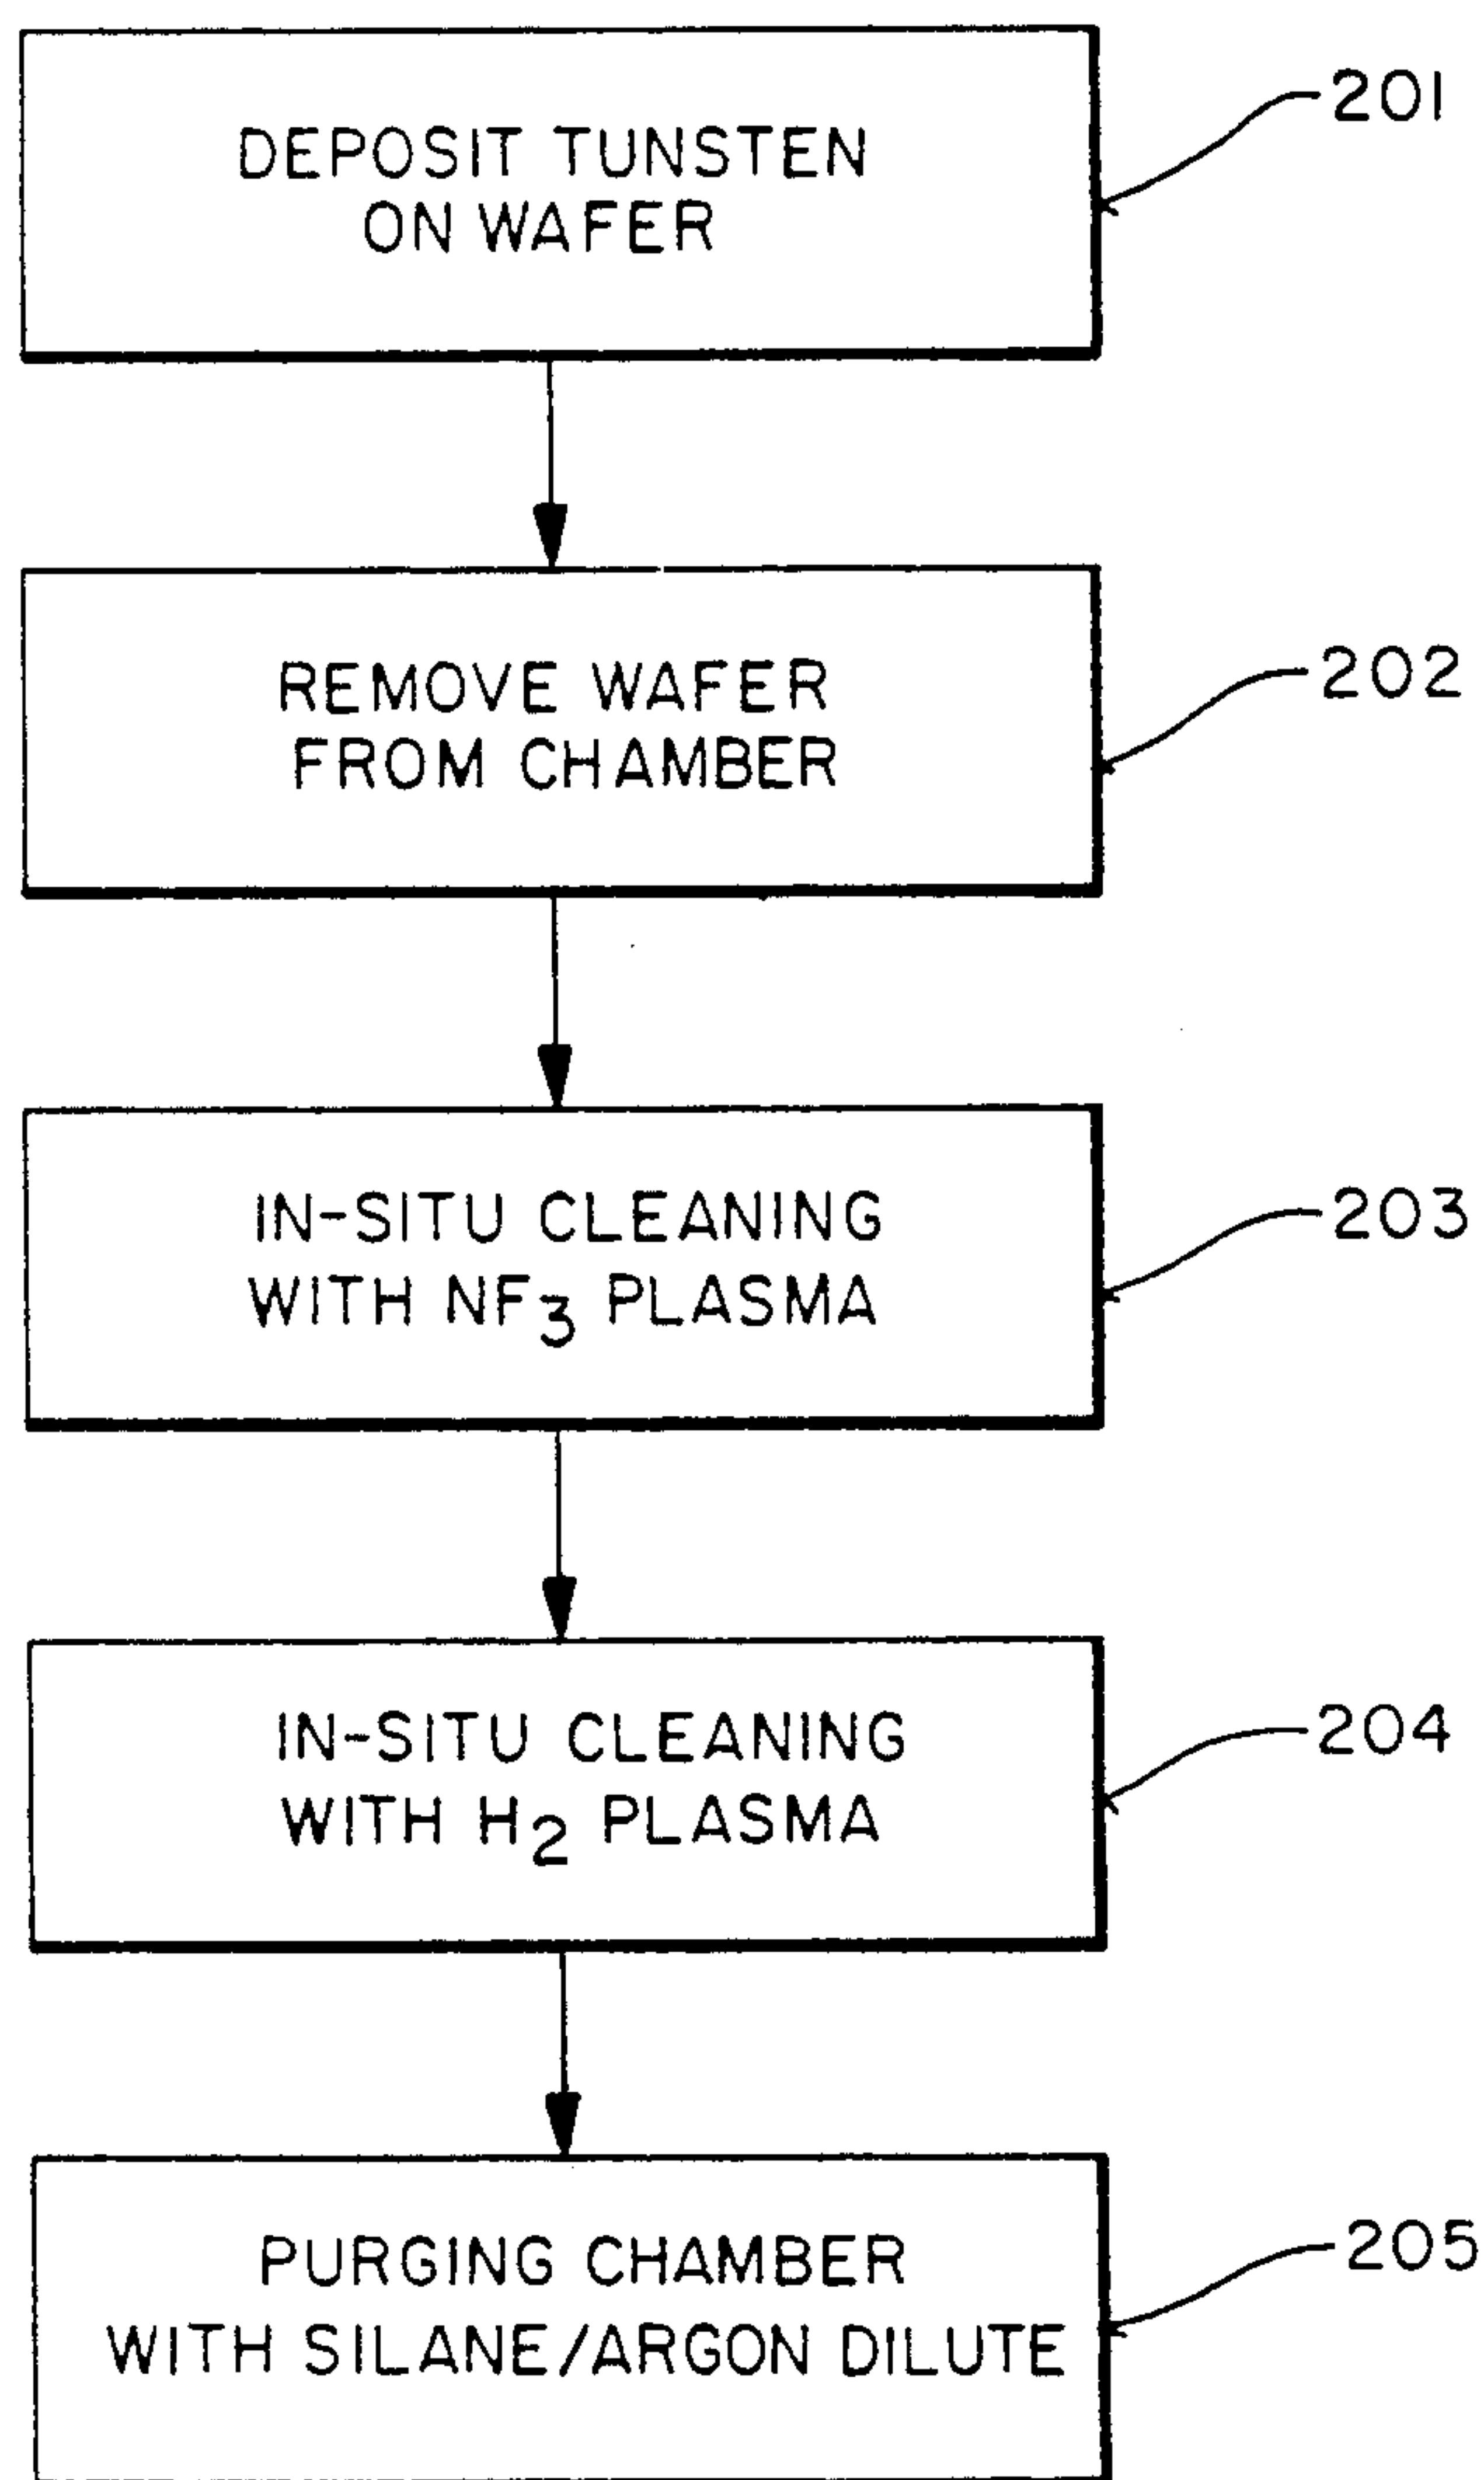 DEPOSIT TUNSTEN
ON WAFER
201
REMOVE WAFER
FROM CHAMBER
202
IN-SITU CLEANING
WITH NF3 PLASMA
203
IN-SITU CLEANING
WITH H2 PLASMA
204
PURGING CHAMBER
WITH SILANE/ARGON DILUTE
205